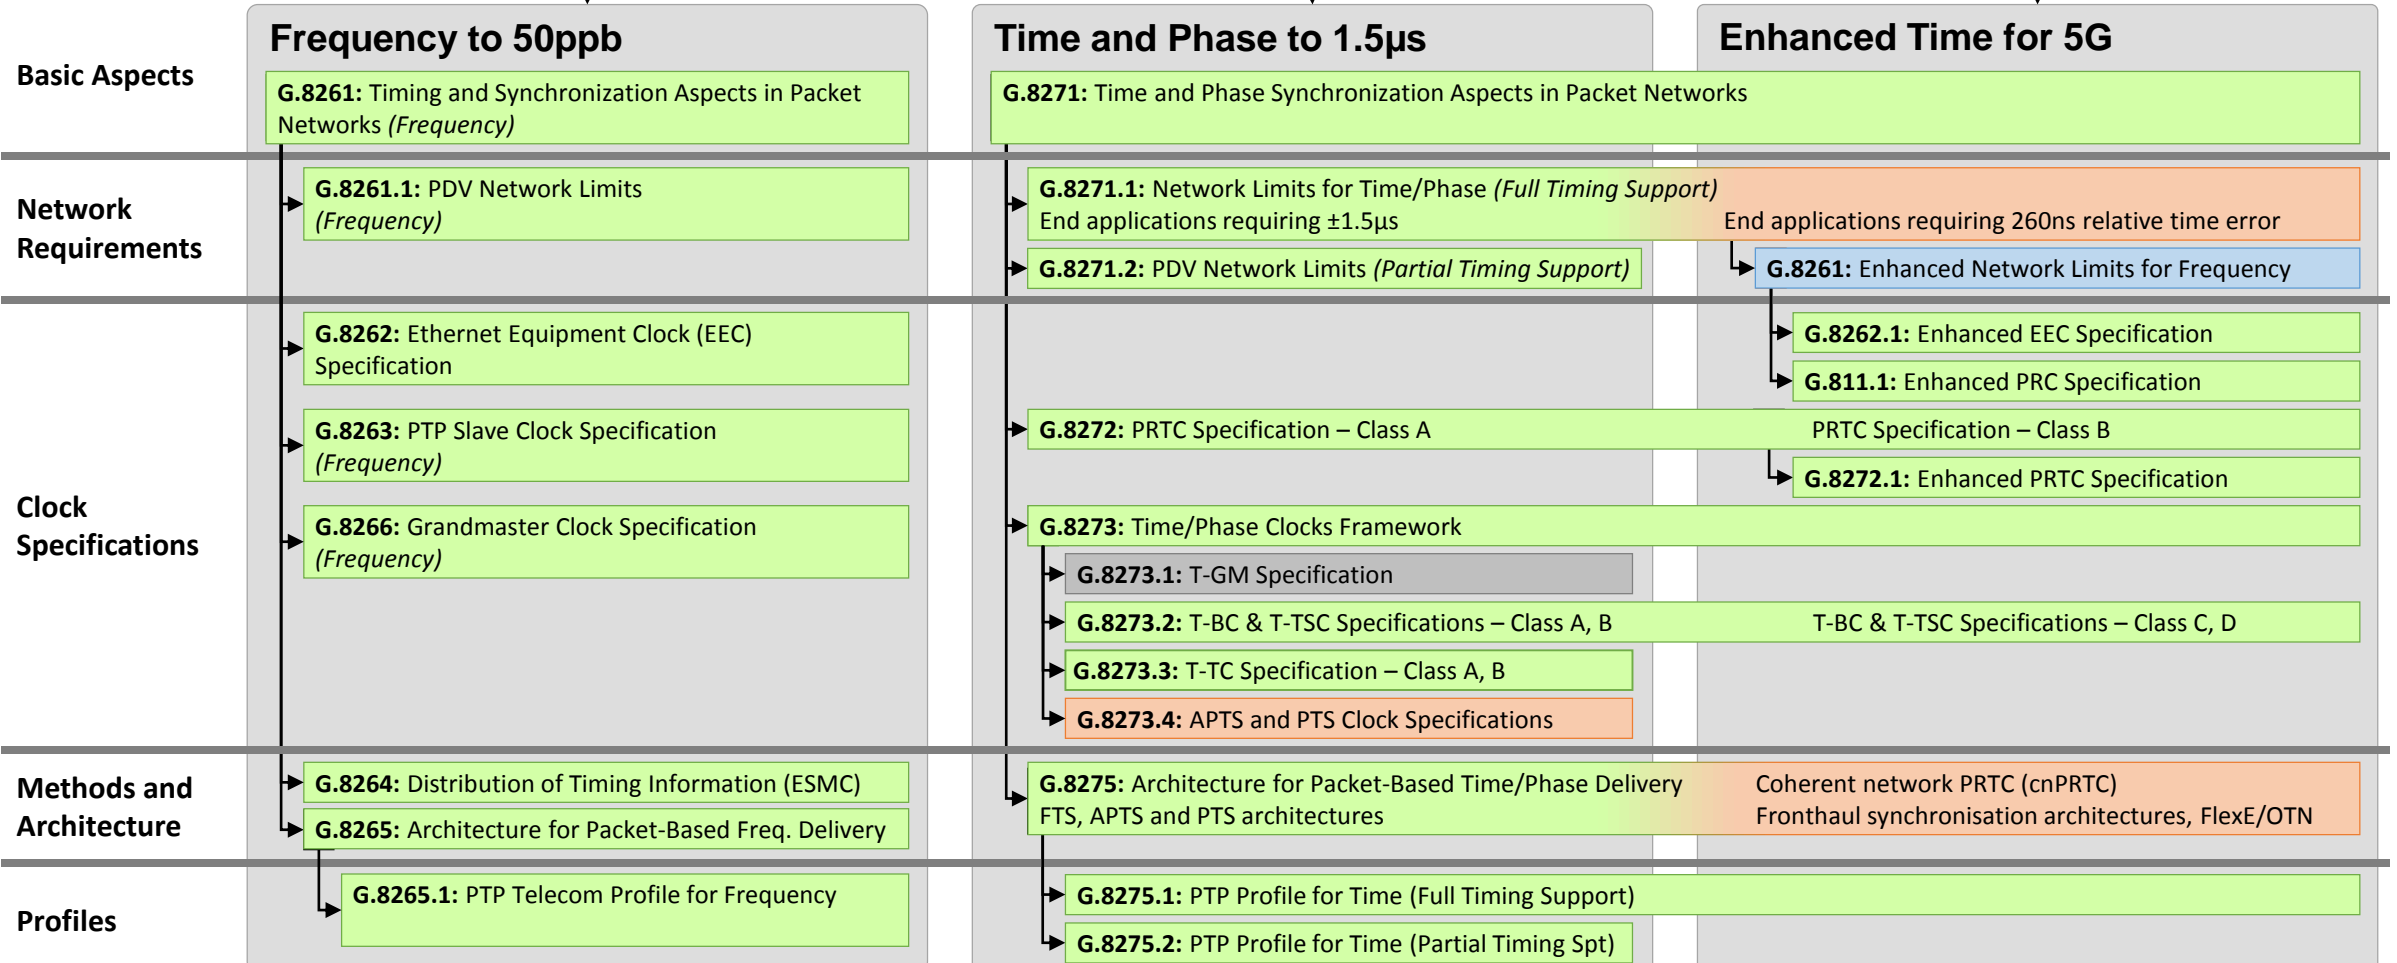 Frequency to 50ppb
Time and Phase to 1.5µs
Enhanced Time for 5G
Basic Aspects
G.8261: Timing and Synchronization Aspects in Packet
Networks (Frequency)
G.8271: Time and Phase Synchronization Aspects in Packet Networks
Network
Requirements
G.8261.1: PDV Network Limits
(Frequency)
G.8271.1: Network Limits for Time/Phase (Full Timing Support)
End applications requiring ±1.5µs
End applications requiring 260ns relative time error
G.8271.2: PDV Network Limits (Partial Timing Support)
G.8261: Enhanced Network Limits for Frequency
Clock
Specifications
G.8262: Ethernet Equipment Clock (EEC)
Specification
G.8263: PTP Slave Clock Specification
(Frequency)
G.8266: Grandmaster Clock Specification
(Frequency)
G.8262.1: Enhanced EEC Specification
G.811.1: Enhanced PRC Specification
G.8272: PRTC Specification – Class A
PRTC Specification – Class B
G.8272.1: Enhanced PRTC Specification
G.8273: Time/Phase Clocks Framework
G.8273.1: T-GM Specification
G.8273.2: T-BC & T-TSC Specifications – Class A, B
T-BC & T-TSC Specifications – Class C, D
G.8273.3: T-TC Specification – Class A, B
G.8273.4: APTS and PTS Clock Specifications
Methods and
Architecture
G.8264: Distribution of Timing Information (ESMC)
G.8265: Architecture for Packet-Based Freq. Delivery
G.8275: Architecture for Packet-Based Time/Phase Delivery
FTS, APTS and PTS architectures
Coherent network PRTC (cnPRTC)
Fronthaul synchronisation architectures, FlexE/OTN
Profiles
G.8265.1: PTP Telecom Profile for Frequency
G.8275.1: PTP Profile for Time (Full Timing Support)
G.8275.2: PTP Profile for Time (Partial Timing Spt)